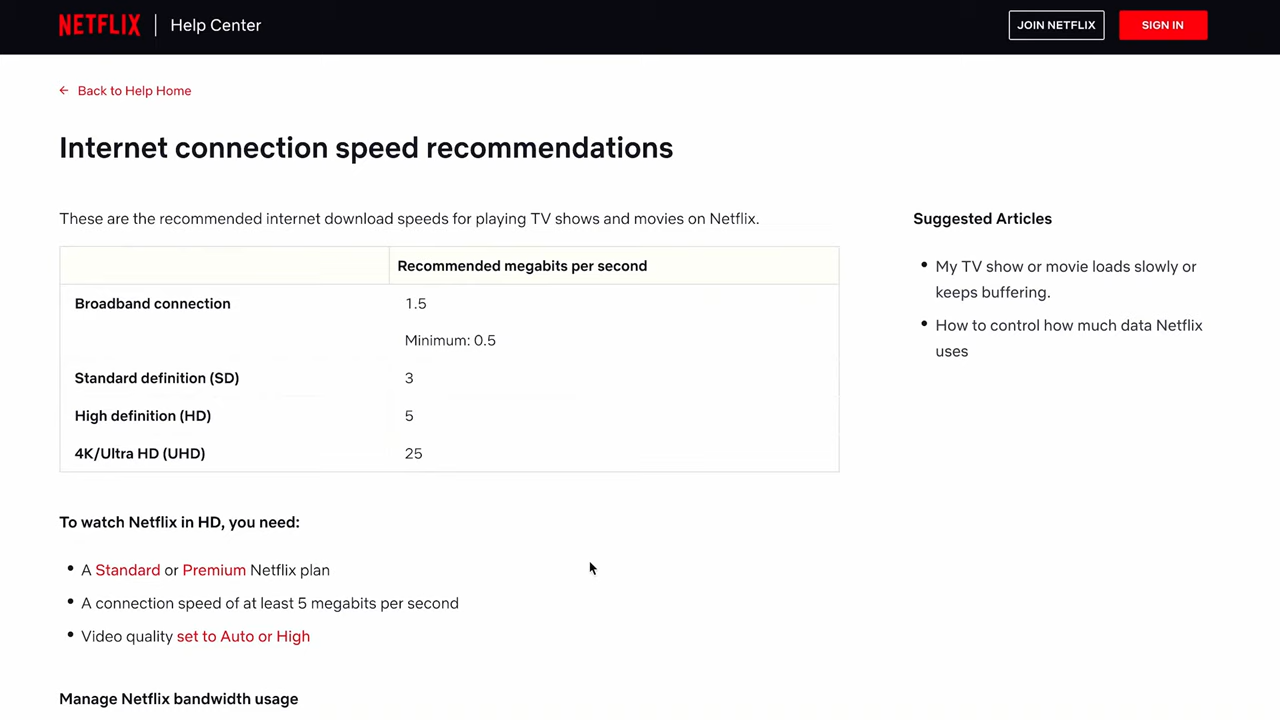 NETFLIX | Help Center
JOIN NETFLIX
SIGN IN
← Back to Help Home
Internet connection speed recommendations
These are the recommended internet download speeds for playing TV shows and movies on Netflix.
Recommended megabits per second
Broadband connection 1.5
Minimum: 0.5
Standard definition (SD) 3
High definition (HD) 5
4K/Ultra HD (UHD) 25
To watch Netflix in HD, you need:
• A Standard or Premium Netflix plan
• A connection speed of at least 5 megabits per second
• Video quality set to Auto or High
Manage Netflix bandwidth usage
Suggested Articles
• My TV show or movie loads slowly or
keeps buffering.
• How to control how much data Netflix
uses